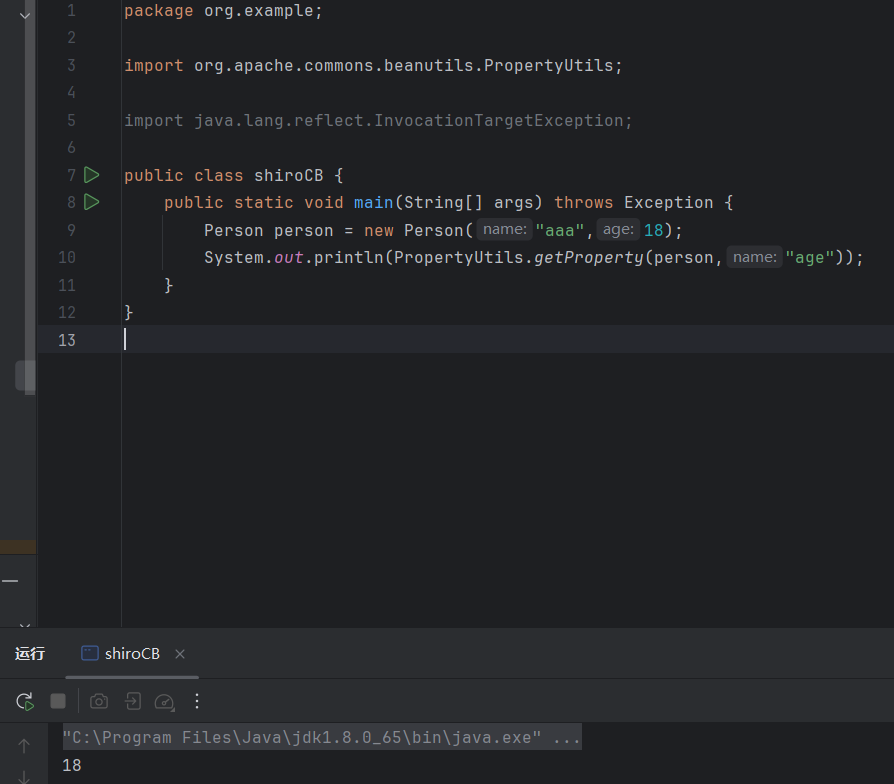 1 package org.example;
2
3 import org.apache.commons.beanutils.PropertyUtils;
4
5 import java.lang.reflect.InvocationTargetException;
6
7 public class shiroCB {
8 public static void main(String[] args) throws Exception {
9 Person person = new Person( name: "aaa", age: 18);
10 System.out.println(PropertyUtils.getProperty(person, name: "age"));
11 }
12 }
13
运行 shiroCB
"C:\Program Files\Java\jdk1.8.0_65\bin\java.exe" ...
18